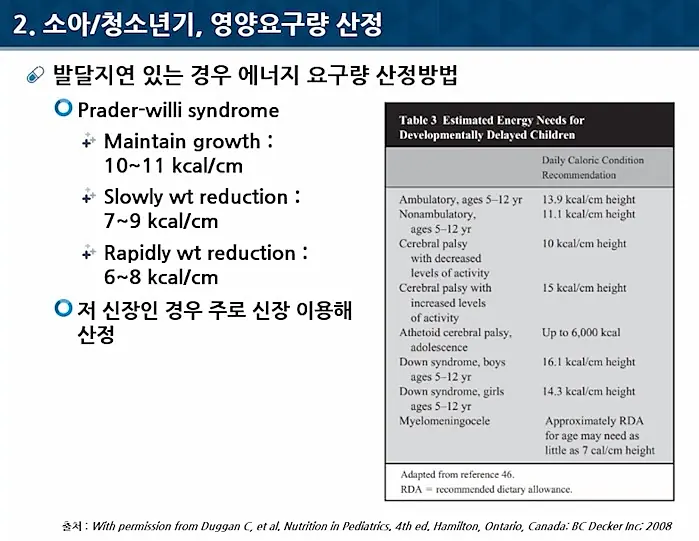 2. 소아/청소년기, 영양요구량 산정
발달지연 있는 경우 에너지 요구량 산정방법
Prader-willi syndrome
Maintain growth :
10~11 kcal/cm
Slowly wt reduction :
7~9 kcal/cm
Rapidly wt reduction :
6~8 kcal/cm
저 신장인 경우 주로 신장 이용해
산정
Table 3 Estimated Energy Needs for
Developmentally Delayed Children
Daily Caloric Condition
Recommendation
Ambulatory, ages 5–12 yr 13.9 kcal/cm height
Nonambulatory, 11.1 kcal/cm height
ages 5–12 yr
Cerebral palsy 10 kcal/cm height
with decreased
levels of activity
Cerebral palsy with 15 kcal/cm height
increased levels
of activity
Athetoid cerebral palsy, Up to 6,000 kcal
adolescence
Down syndrome, boys 16.1 kcal/cm height
ages 5–12 yr
Down syndrome, girls 14.3 kcal/cm height
ages 5–12 yr
Myelomeningocele Approximately RDA
for age may need as
little as 7 cal/cm height
Adapted from reference 46.
RDA = recommended dietary allowance.
출처 : With permission from Duggan C, et al. Nutrition in Pediatrics. 4th ed. Hamilton, Ontario, Canada: BC Decker Inc; 2008